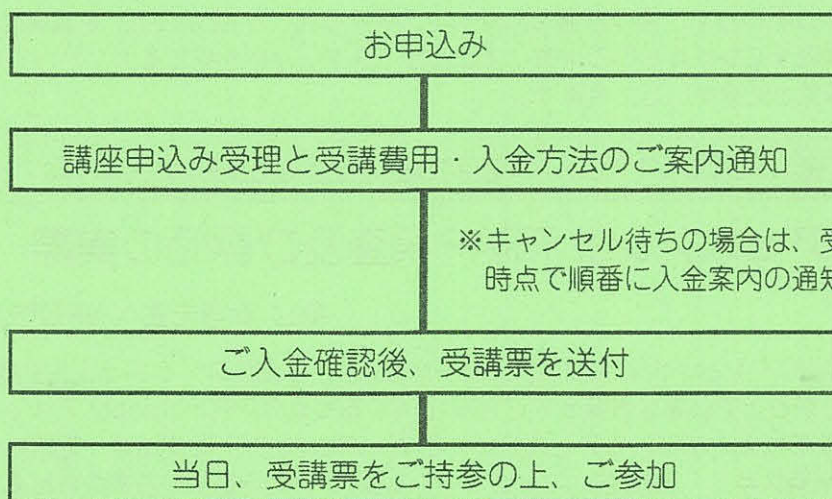 お申込み
講座申込み受理と受講費用・入金方法のご案内通知
※キャンセル待ちの場合は、受
時点で順番に入金案内の通知
ご入金確認後、受講票を送付
当日、受講票をご持参の上、ご参加